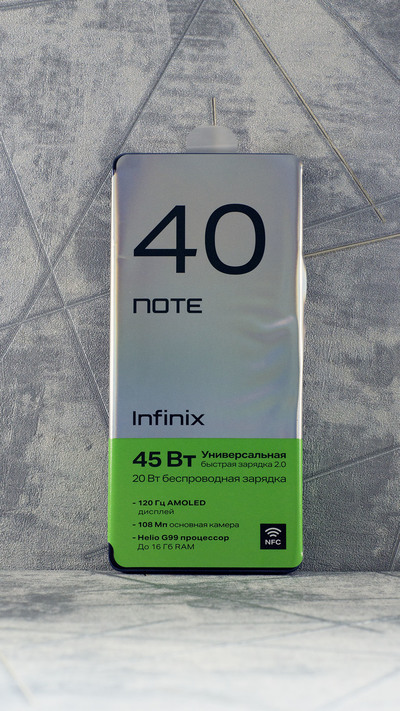 40
NOTE
Infinix
45 Вт Универсальная
быстрая зарядка 2.0
20 Вт беспроводная зарядка
- 120 Гц AMOLED
дисплей
- 108 Мп основная камера
- Helio G99 процессор
До 16 Гб RAM
NFC